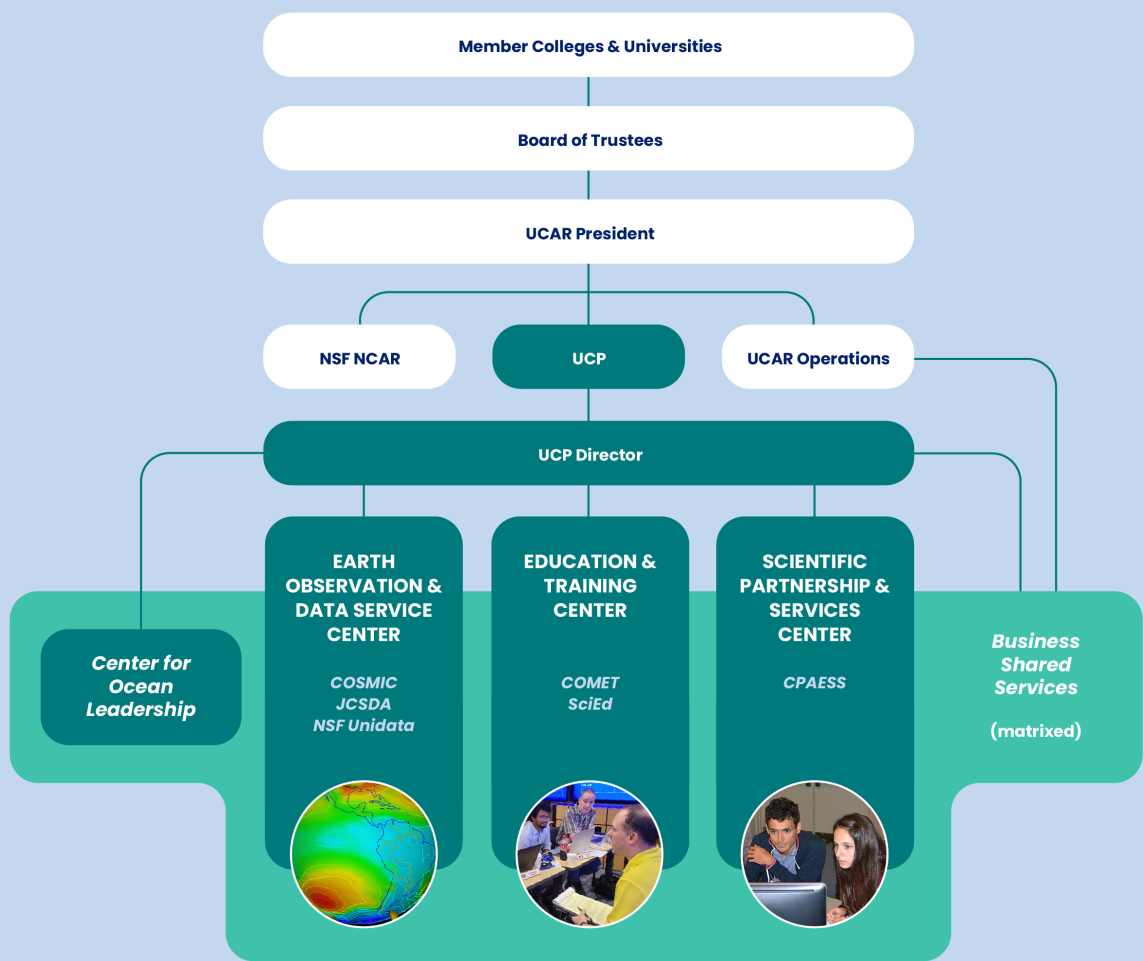 Member Colleges & Universities
Board of Trustees
UCAR President
NSF NCAR
UCP
UCAR Operations
UCP Director
EARTH
OBSERVATION &
DATA SERVICE
CENTER
COSMIC
JCSDA
NSF Unidata
EDUCATION &
TRAINING
CENTER
COMET
SciEd
SCIENTIFIC
PARTNERSHIP &
SERVICES
CENTER
CPAESS
Center for
Ocean
Leadership
Business
Shared
Services
(matrixed)